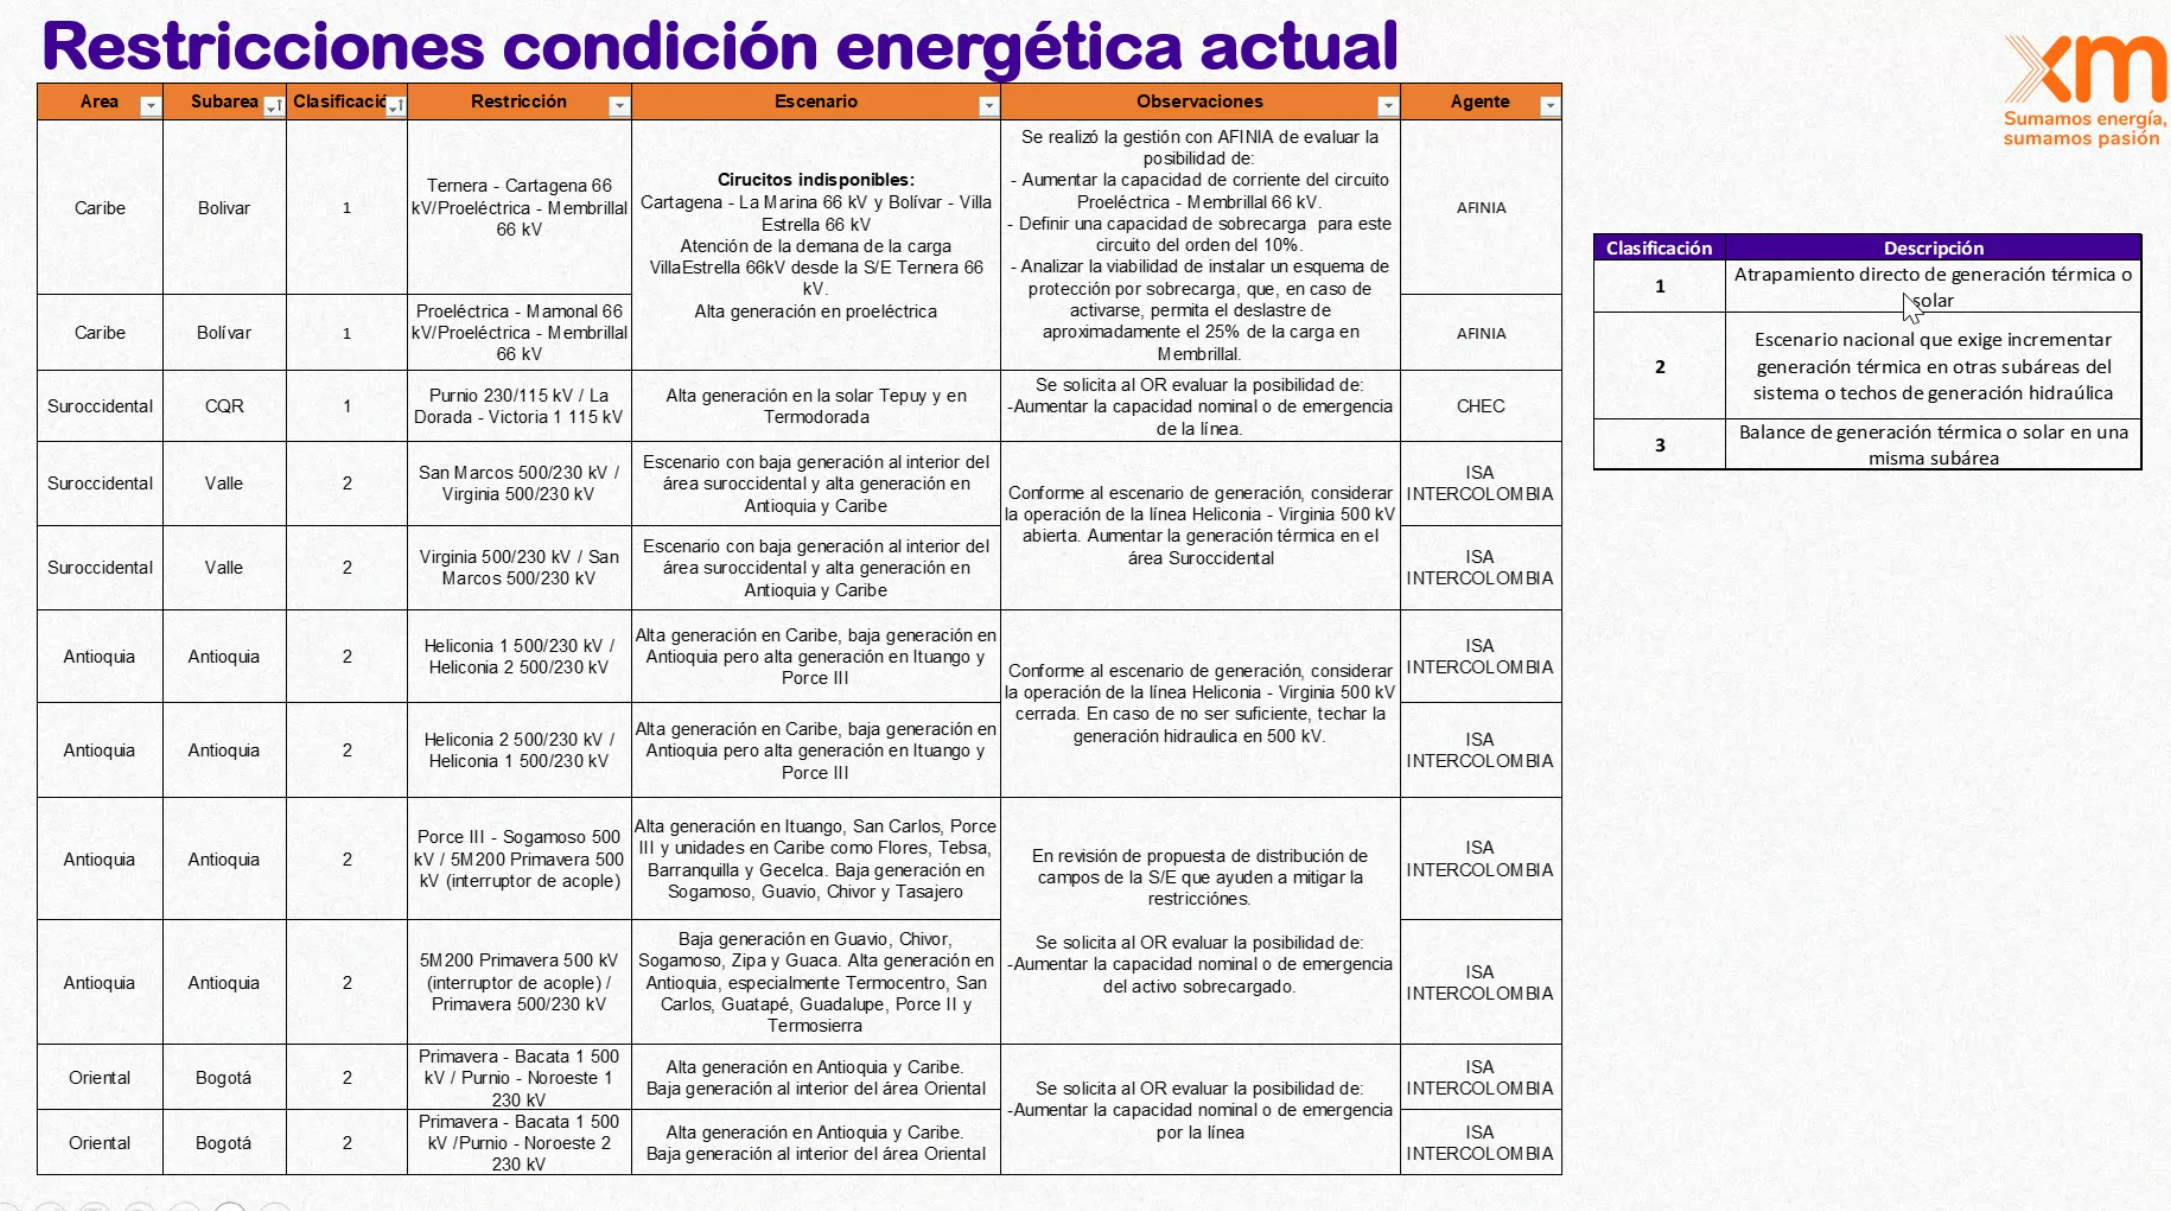 Restricciones condición energética actual
xm
Sumamos energía,
sumamos pasión
Area
Subarea
Clasificació
Restricción
Escenario
Observaciones
Agente
Caribe
Bolivar
1
Ternera - Cartagena 66
kV/Proeléctrica - Membrillal
66 kV
Cirucitos indisponibles:
Cartagena - La Marina 66 kV y Bolívar - Villa
Estrella 66 kV
Atención de la demana de la carga
VillaEstrella 66kV desde la S/E Ternera 66
kV.
Alta generación en proeléctrica
Se realizó la gestión con AFINIA de evaluar la
posibilidad de:
- Aumentar la capacidad de corriente del circuito
Proeléctrica - Membrillal 66 kV.
- Definir una capacidad de sobrecarga para este
circuito del orden del 10%.
- Analizar la viabilidad de instalar un esquema de
protección por sobrecarga, que, en caso de
activarse, permita el deslastre de
aproximadamente el 25% de la carga en
Membrillal.
AFINIA
Caribe
Bolívar
1
Proeléctrica - Mamonal 66
kV/Proeléctrica - Membrillal
66 kV
AFINIA
Suroccidental
CQR
1
Purnio 230/115 kV / La
Dorada - Victoria 1 115 kV
Alta generación en la solar Tepuy y en
Termodorada
Se solicita al OR evaluar la posibilidad de:
-Aumentar la capacidad nominal o de emergencia
de la línea.
CHEC
Suroccidental
Valle
2
San Marcos 500/230 kV /
Virginia 500/230 kV
Escenario con baja generación al interior del
área suroccidental y alta generación en
Antioquia y Caribe
Conforme al escenario de generación, considerar
la operación de la línea Heliconia - Virginia 500 kV
abierta. Aumentar la generación térmica en el
área Suroccidental
ISA
INTERCOLOMBIA
Suroccidental
Valle
2
Virginia 500/230 kV / San
Marcos 500/230 kV
Escenario con baja generación al interior del
área suroccidental y alta generación en
Antioquia y Caribe
ISA
INTERCOLOMBIA
Antioquia
Antioquia
2
Heliconia 1 500/230 kV /
Heliconia 2 500/230 kV
Alta generación en Caribe, baja generación en
Antioquia pero alta generación en Ituango y
Porce III
Conforme al escenario de generación, considerar
la operación de la línea Heliconia - Virginia 500 kV
cerrada. En caso de no ser suficiente, techar la
generación hidraulica en 500 kV.
ISA
INTERCOLOMBIA
Antioquia
Antioquia
2
Heliconia 2 500/230 kV /
Heliconia 1 500/230 kV
Alta generación en Caribe, baja generación en
Antioquia pero alta generación en Ituango y
Porce III
ISA
INTERCOLOMBIA
Antioquia
Antioquia
2
Porce III - Sogamoso 500
kV / 5M200 Primavera 500
kV (interruptor de acople)
Alta generación en Ituango, San Carlos, Porce
III y unidades en Caribe como Flores, Tebsa,
Barranquilla y Gecelca. Baja generación en
Sogamoso, Guavio, Chivor y Tasajero
En revisión de propuesta de distribución de
campos de la S/E que ayuden a mitigar la
restricciónes.
Se solicita al OR evaluar la posibilidad de:
-Aumentar la capacidad nominal o de emergencia
del activo sobrecargado.
ISA
INTERCOLOMBIA
Antioquia
Antioquia
2
5M200 Primavera 500 kV
(interruptor de acople) /
Primavera 500/230 kV
Baja generación en Guavio, Chivor,
Sogamoso, Zipa y Guaca. Alta generación en
Antioquia, especialmente Termocentro, San
Carlos, Guatapé, Guadalupe, Porce II y
Termosierra
ISA
INTERCOLOMBIA
Oriental
Bogotá
2
Primavera - Bacata 1 500
kV / Purnio - Noroeste 1
230 kV
Alta generación en Antioquia y Caribe.
Baja generación al interior del área Oriental
Se solicita al OR evaluar la posibilidad de:
-Aumentar la capacidad nominal o de emergencia
por la línea
ISA
INTERCOLOMBIA
Oriental
Bogotá
2
Primavera - Bacata 1 500
kV /Purnio - Noroeste 2
230 kV
Alta generación en Antioquia y Caribe.
Baja generación al interior del área Oriental
ISA
INTERCOLOMBIA
Clasificación
Descripción
1
Atrapamiento directo de generación térmica o
solar
2
Escenario nacional que exige incrementar
generación térmica en otras subáreas del
sistema o techos de generación hidraúlica
3
Balance de generación térmica o solar en una
misma subárea